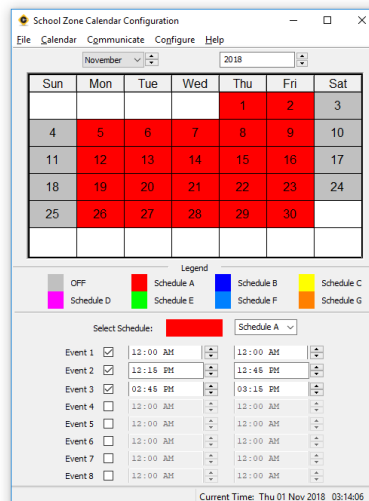 School Zone Calendar Configuration
File Calendar Communicate Configure Help
November 2018
Sun Mon Tue Wed Thu Fri Sat
1 2 3
4 5 6 7 8 9 10
11 12 13 14 15 16 17
18 19 20 21 22 23 24
25 26 27 28 29 30
Legend
OFF Schedule A Schedule B Schedule C
Schedule D Schedule E Schedule F Schedule G
Select Schedule: Schedule A
Event 1 12:00 AM 12:00 AM
Event 2 12:15 PM 12:45 PM
Event 3 02:45 PM 03:15 PM
Event 4 12:00 AM 12:00 AM
Event 5 12:00 AM 12:00 AM
Event 6 12:00 AM 12:00 AM
Event 7 12:00 AM 12:00 AM
Event 8 12:00 AM 12:00 AM
Current Time: Thu 01 Nov 2018 03:14:06